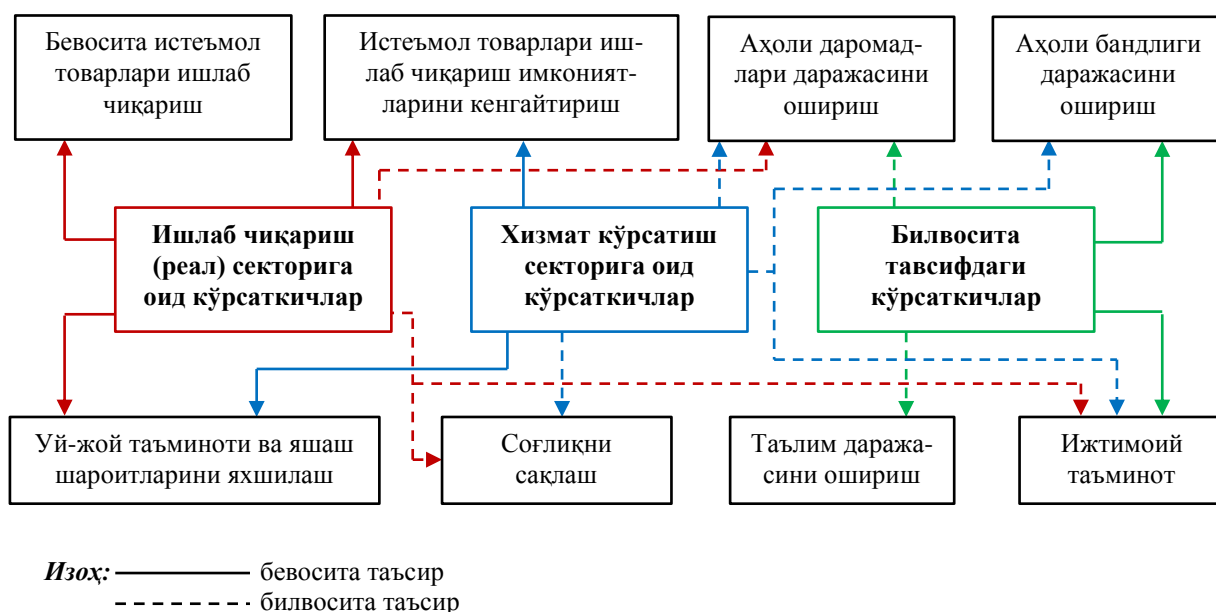 Бевосита истеъмол
товарлари ишлаб
чиқариш
Истеъмол товарлари иш-
лаб чиқариш имконият-
ларини кенгайтириш
Аҳоли даромад-
лари даражасини
ошириш
Аҳоли бандлиги
даражасини
ошириш
Ишлаб чиқариш
(реал) секторига
оид кўрсаткичлар
Хизмат кўрсатиш
секторига оид
кўрсаткичлар
Билвосита
тавсифдаги
кўрсаткичлар
Уй-жой таъминоти ва яшаш
шароитларини яхшилаш
Соғлиқни
сақлаш
Таълим даража-
сини ошириш
Ижтимоий
таъминот
Изоҳ: бевосита таъсир
билвосита таъсир